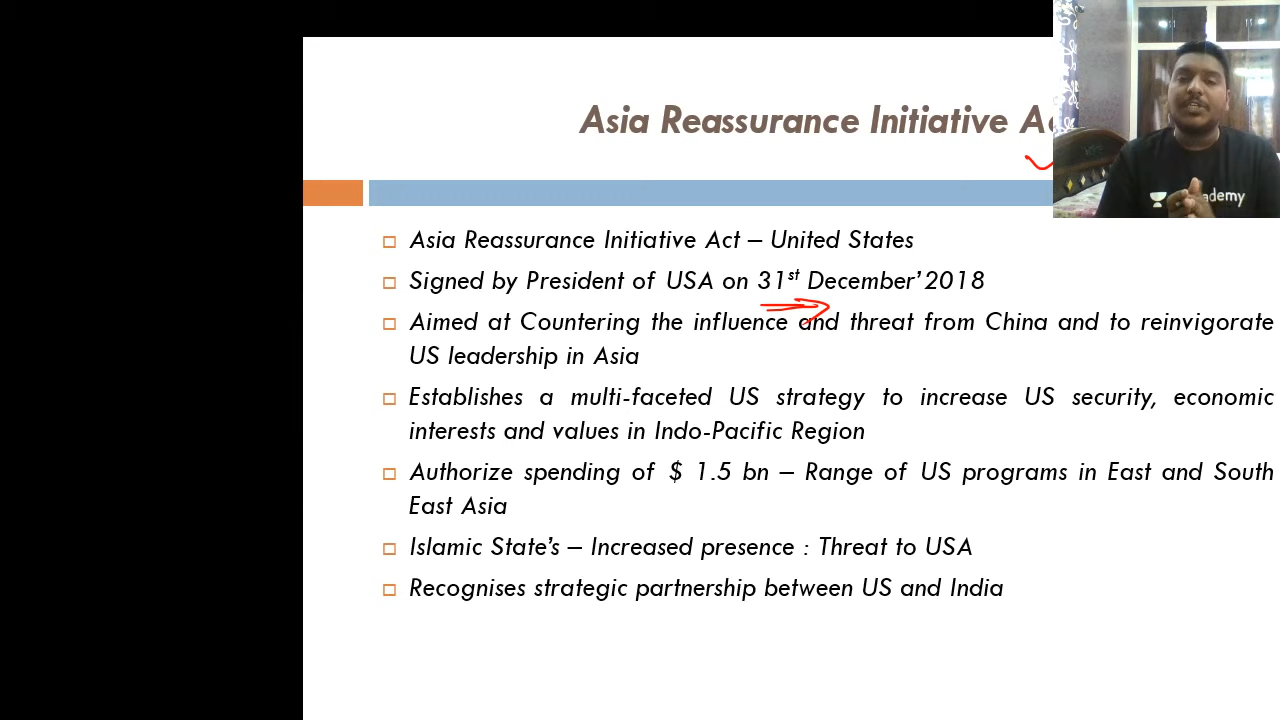 Asia Reassurance Initiative
ademy
□ Asia Reassurance Initiative Act – United States
□ Signed by President of USA on 31st December’2018
□ Aimed at Countering the influence and threat from China and to reinvigorate
US leadership in Asia
□ Establishes a multi-faceted US strategy to increase US security, economic
interests and values in Indo-Pacific Region
□ Authorize spending of $ 1.5 bn – Range of US programs in East and South
East Asia
□ Islamic State’s – Increased presence : Threat to USA
□ Recognises strategic partnership between US and India